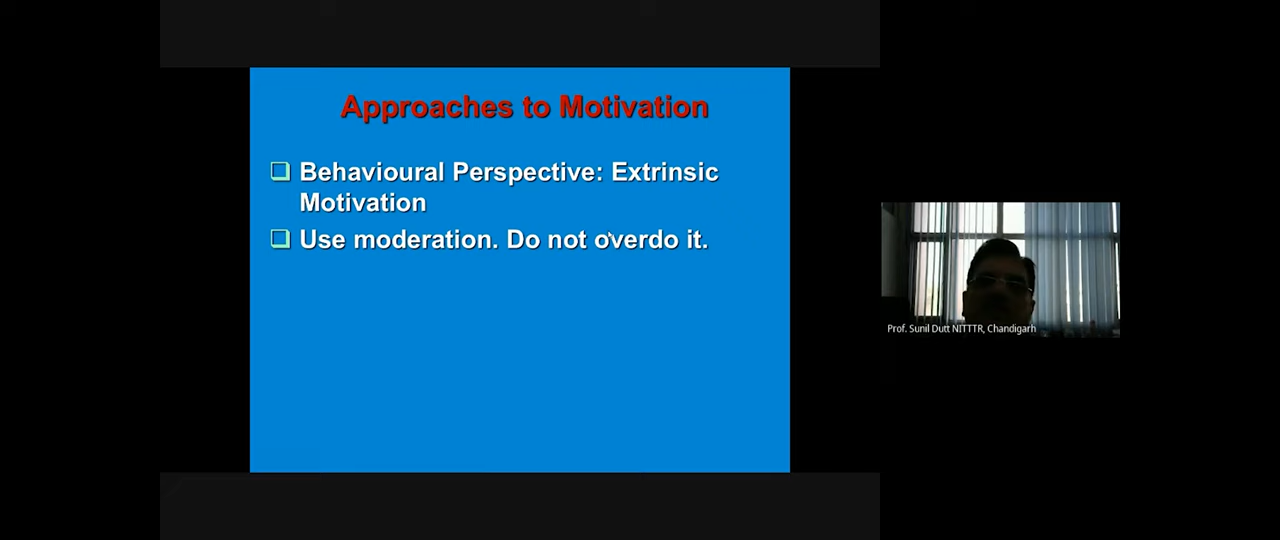 Approaches to Motivation
Behavioural Perspective: Extrinsic
Motivation
Use moderation. Do not overdo it.
Prof. Sunil Dutt NITTTR, Chandigarh